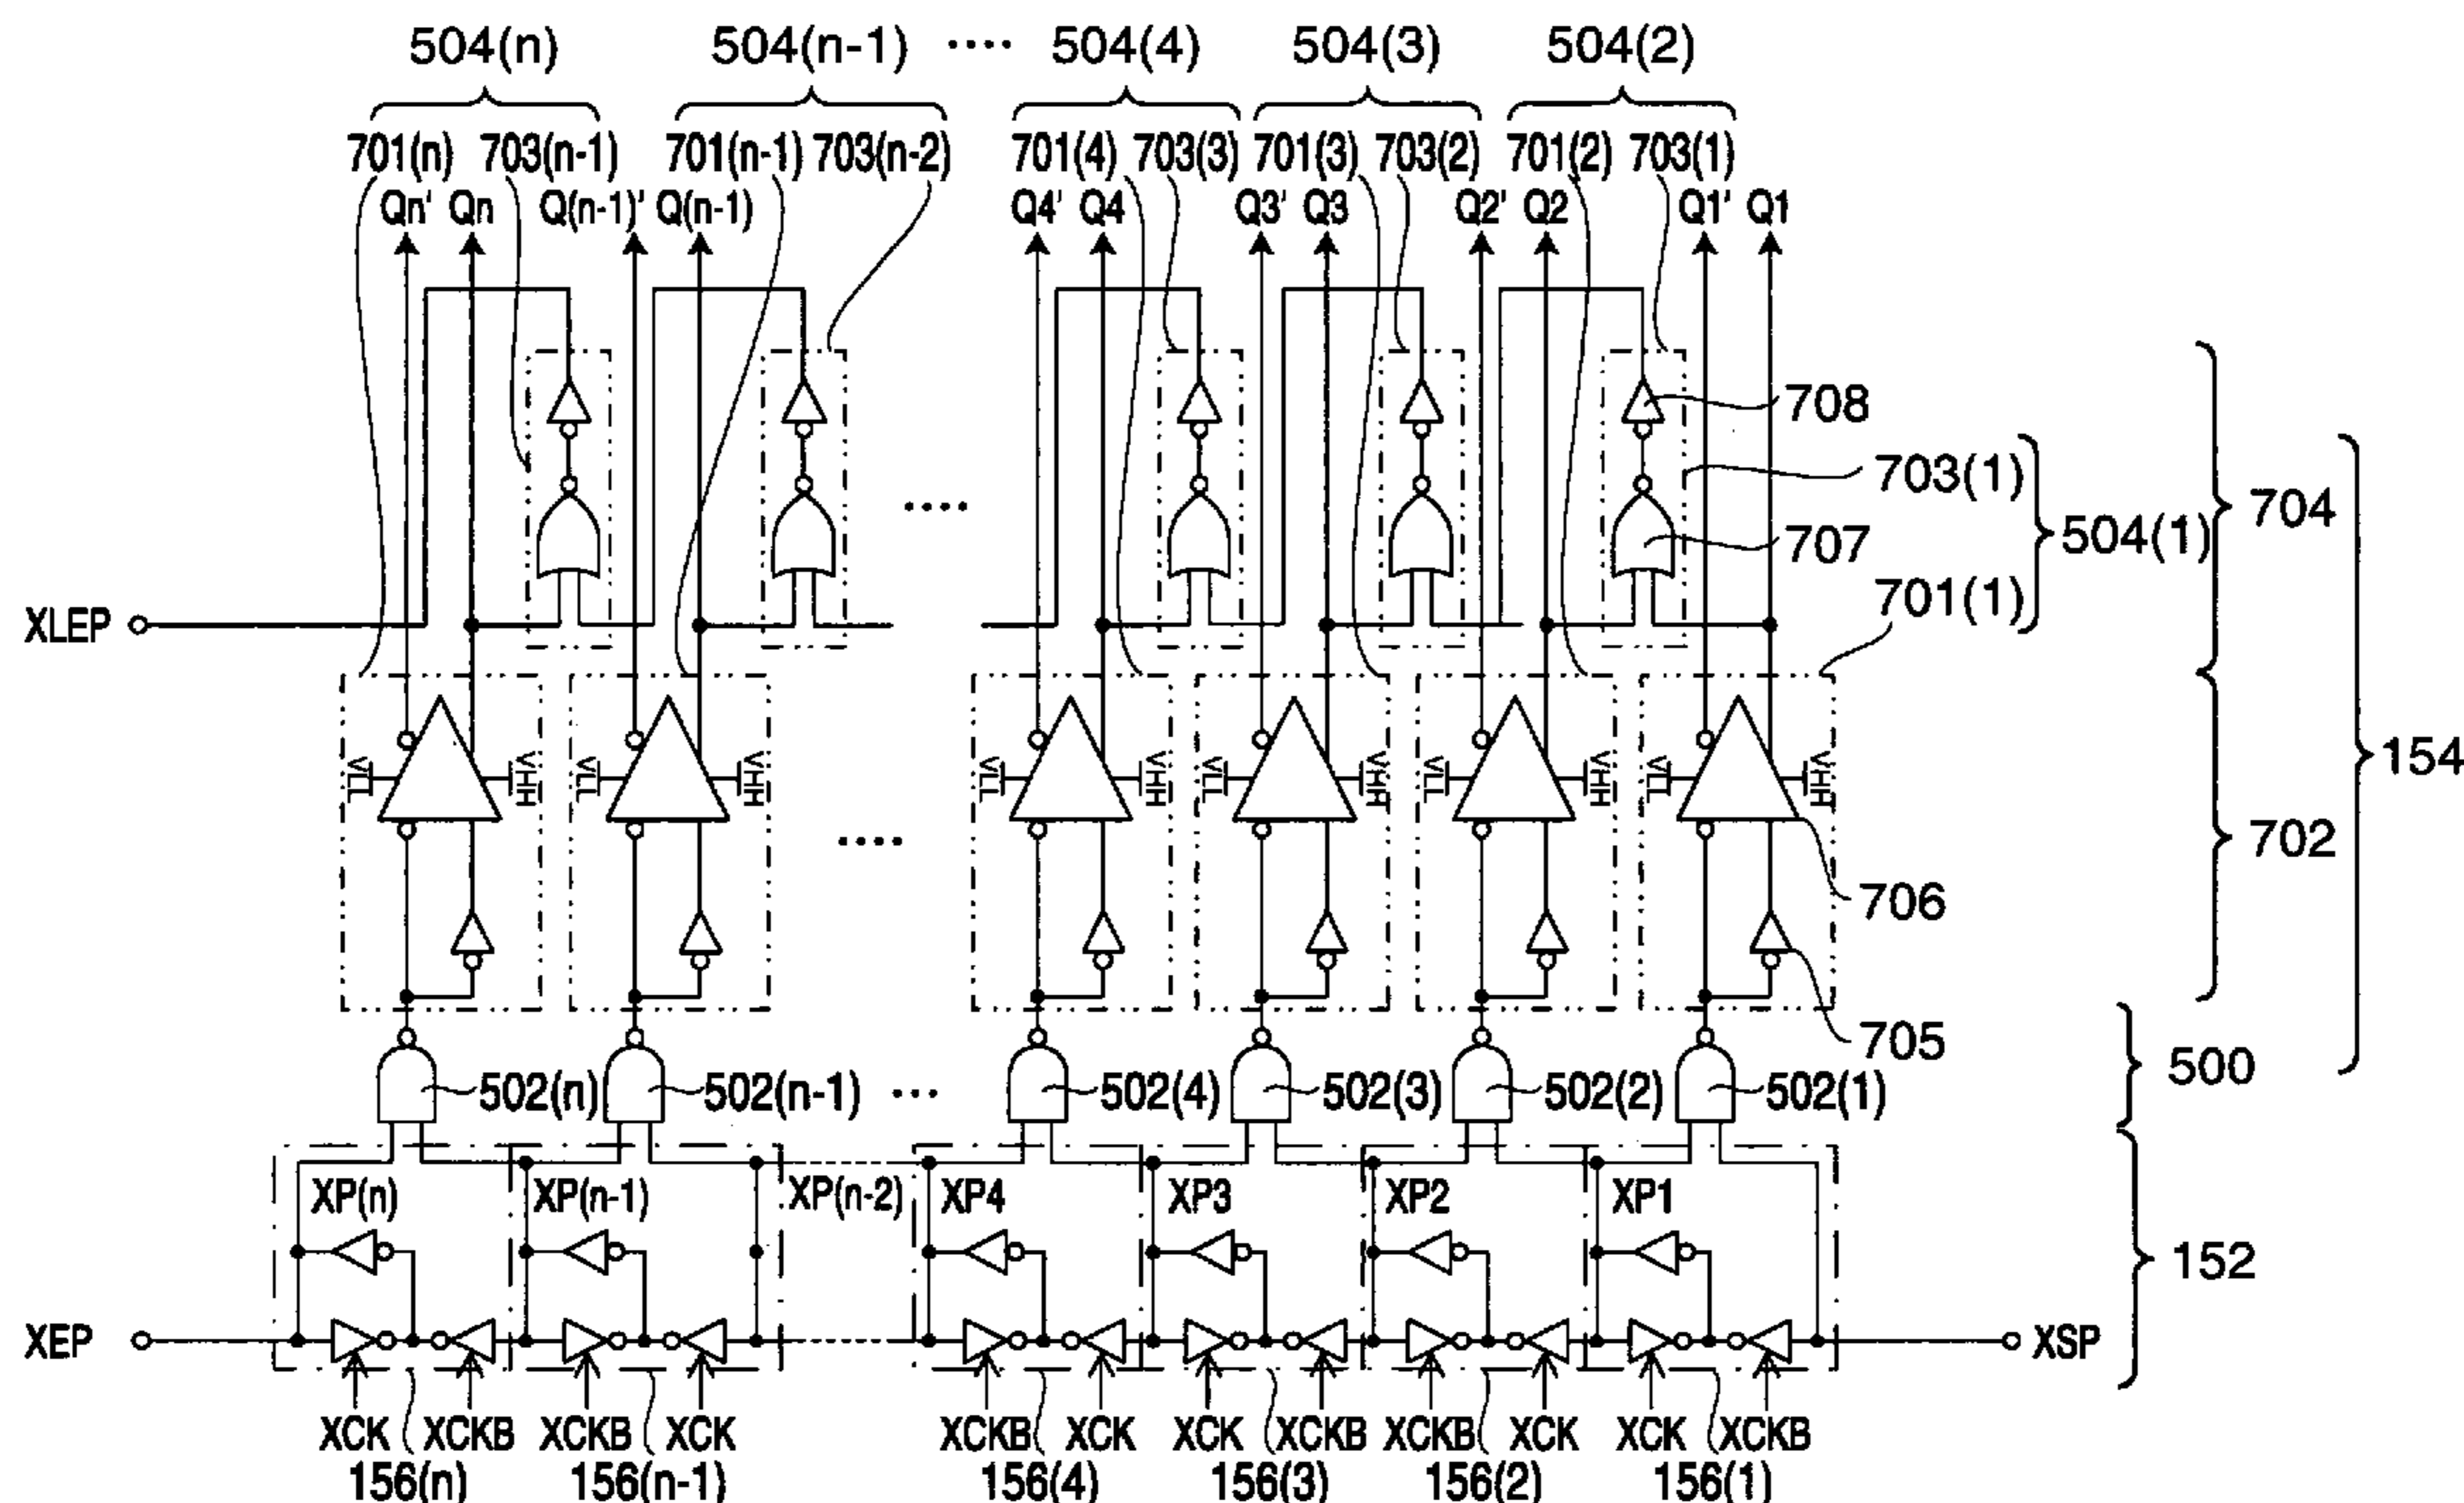 504(n) 504(n-1) ···· 504(4) 504(3) 504(2)
701(n) 703(n-1) 701(n-1) 703(n-2) 701(4) 703(3) 701(3) 703(2) 701(2) 703(1)
Qn' Qn Q(n-1)' Q(n-1) Q4' Q4 Q3' Q3 Q2' Q2 Q1' Q1
708
703(1)
704
····
707
504(1)
701(1)
XLEP
VLL VHH VLL VHH VLL VHH VLL VHH VLL VHH VLL VHH
154
····
702
706
705
500
502(n) 502(n-1) ··· 502(4) 502(3) 502(2) 502(1)
XP(n) XP(n-1) XP(n-2) XP4 XP3 XP2 XP1
152
XEP XSP
XCK XCKB XCKB XCK XCKB XCK XCK XCKB XCKB XCK XCK XCKB
156(n) 156(n-1) 156(4) 156(3) 156(2) 156(1)